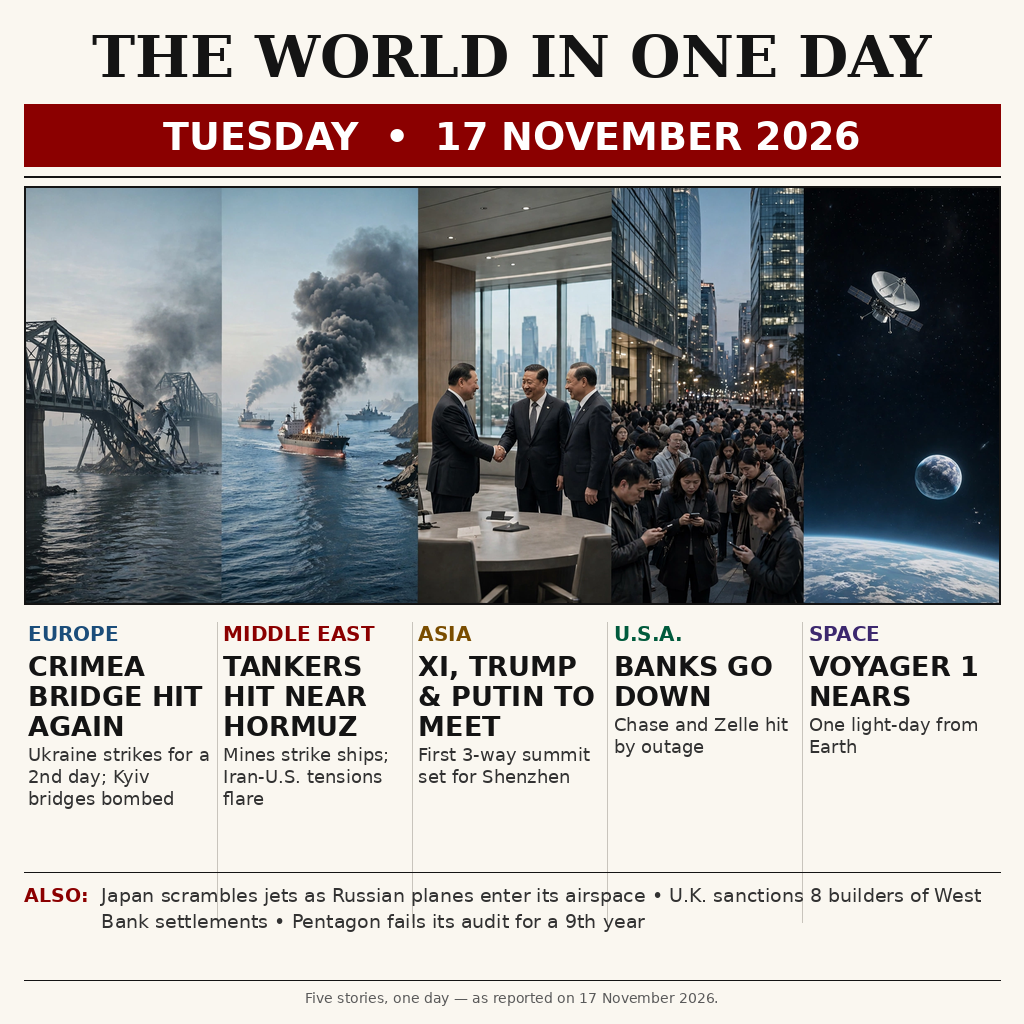 THE WORLD IN ONE DAY
TUESDAY • 17 NOVEMBER 2026
EUROPE
CRIMEA
BRIDGE HIT
AGAIN
Ukraine strikes for a
2nd day; Kyiv
bridges bombed
MIDDLE EAST
TANKERS
HIT NEAR
HORMUZ
Mines strike ships;
Iran-U.S. tensions
flare
ASIA
XI, TRUMP
& PUTIN TO
MEET
First 3-way summit
set for Shenzhen
U.S.A.
BANKS GO
DOWN
Chase and Zelle hit
by outage
SPACE
VOYAGER 1
NEARS
One light-day from
Earth
ALSO: Japan scrambles jets as Russian planes enter its airspace • U.K. sanctions 8 builders of West
Bank settlements • Pentagon fails its audit for a 9th year
Five stories, one day — as reported on 17 November 2026.